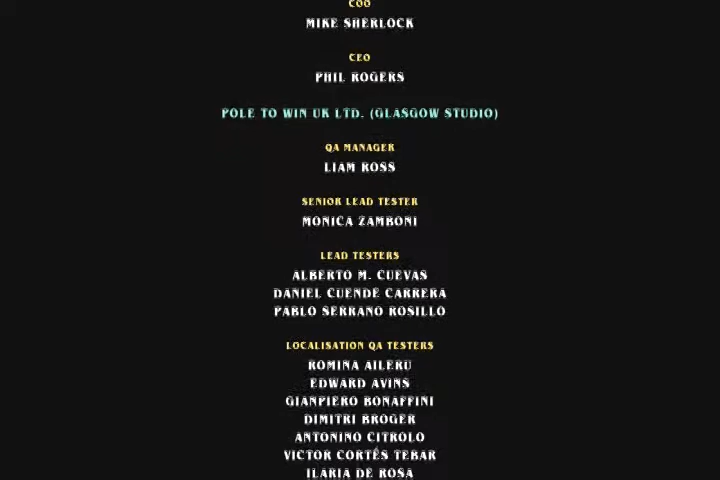 COO
MIKE SHERLOCK
CEO
PHIL ROGERS
POLE TO WIN UK LTD. (GLASGOW STUDIO)
QA MANAGER
LIAM ROSS
SENIOR LEAD TESTER
MONICA ZAMBONI
LEAD TESTERS
ALBERTO M. CUEVAS
DANIEL CUENDE CARRERA
PABLO SERRANO ROSILLO
LOCALISATION QA TESTERS
ROMINA AILERU
EDWARD AVINS
GIANPIERO BONAFFINI
DIMITRI BROGER
ANTONINO CITROLO
VICTOR CORTÉS TEBAR
ILARIA DE ROSA